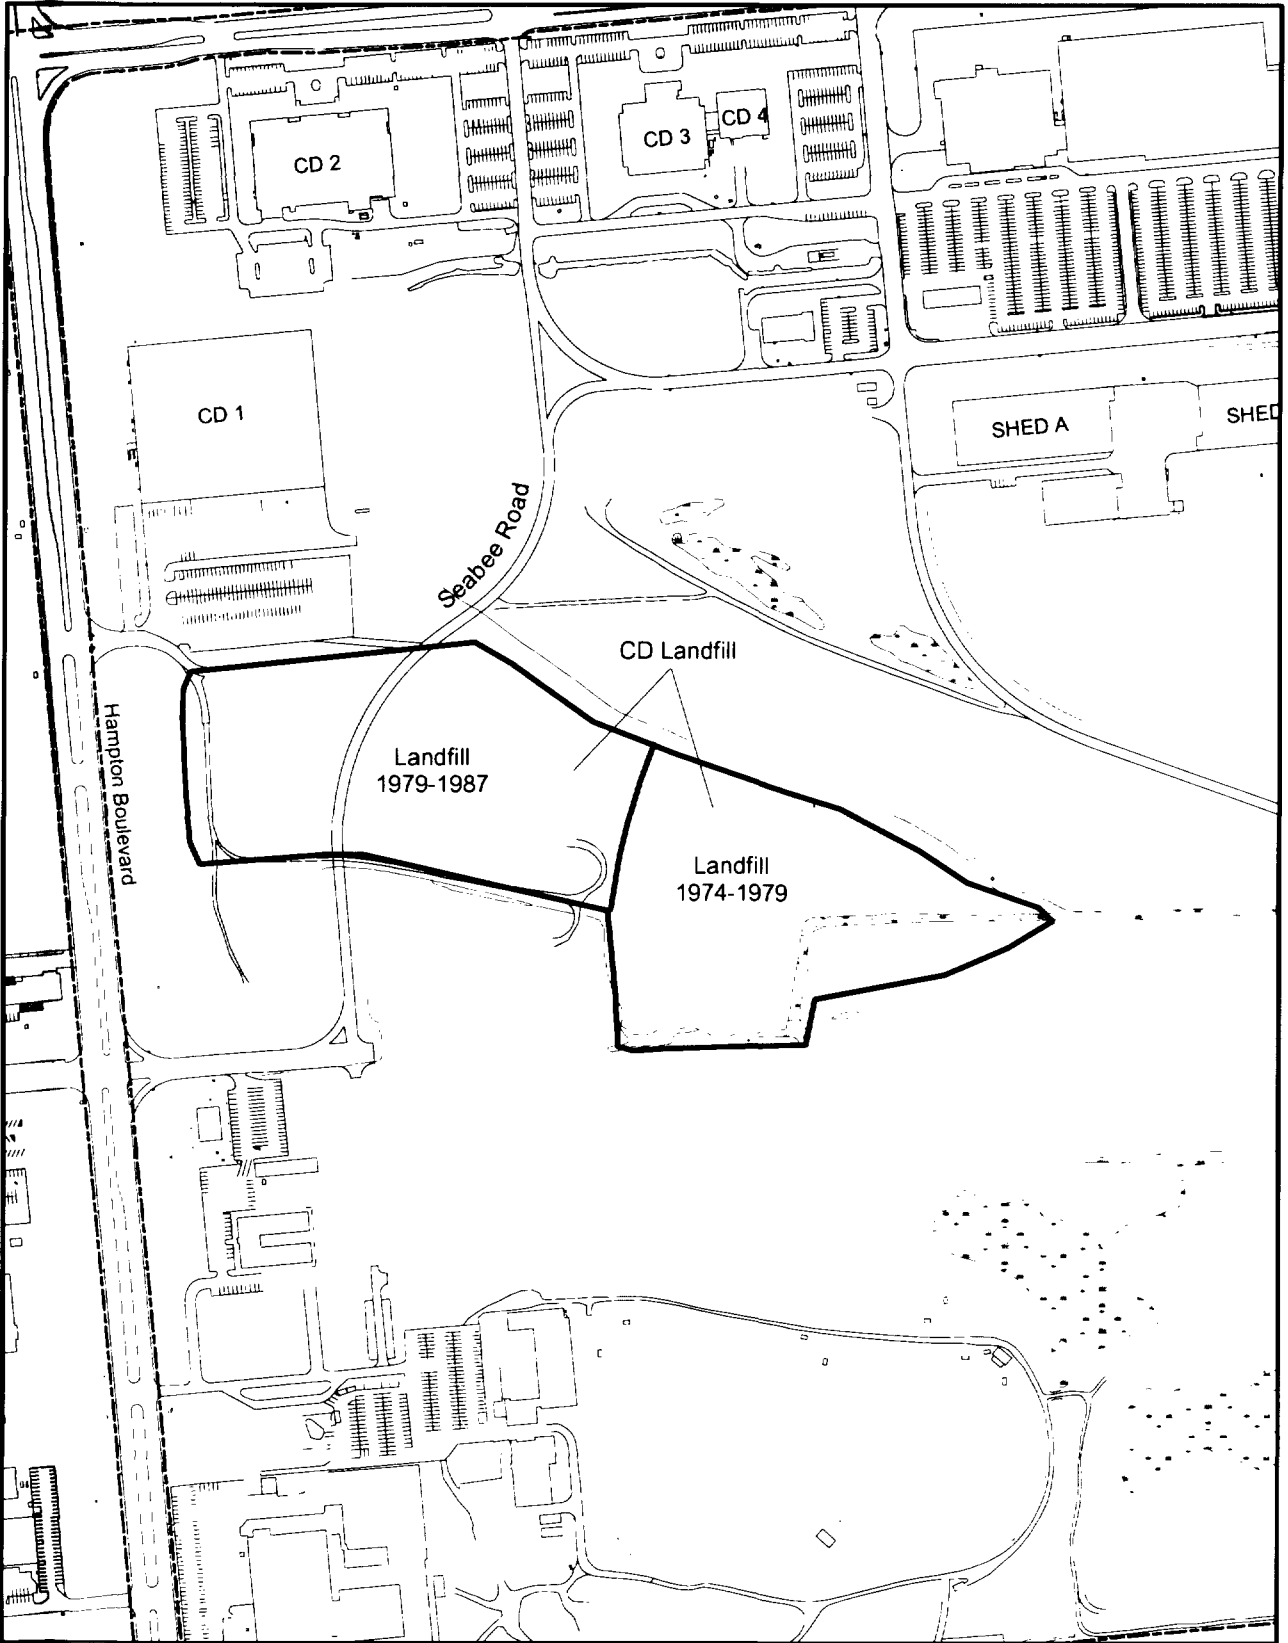 CD 2
CD 3
CD 4
CD 1
SHED A
SHED
Seabee Road
CD Landfill
Hampton Boulevard
Landfill
1979-1987
Landfill
1974-1979